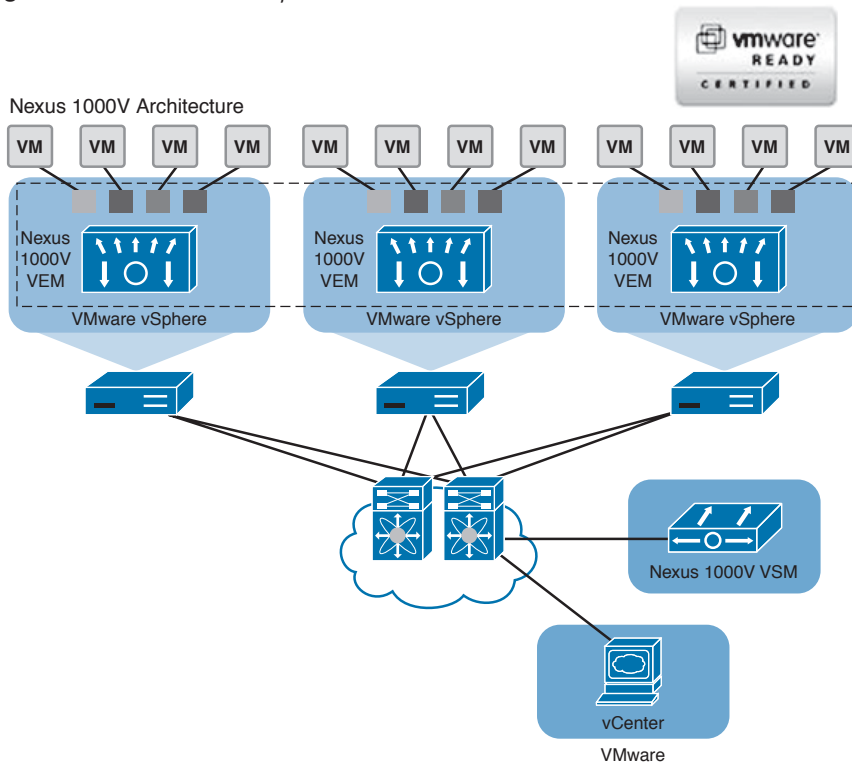 vmware
READY
CERTIFIED
Nexus 1000V Architecture
VM VM VM VM VM VM VM VM VM VM VM VM
Nexus
1000V
VEM
VMware vSphere
Nexus
1000V
VEM
VMware vSphere
Nexus
1000V
VEM
VMware vSphere
Nexus 1000V VSM
vCenter
VMware